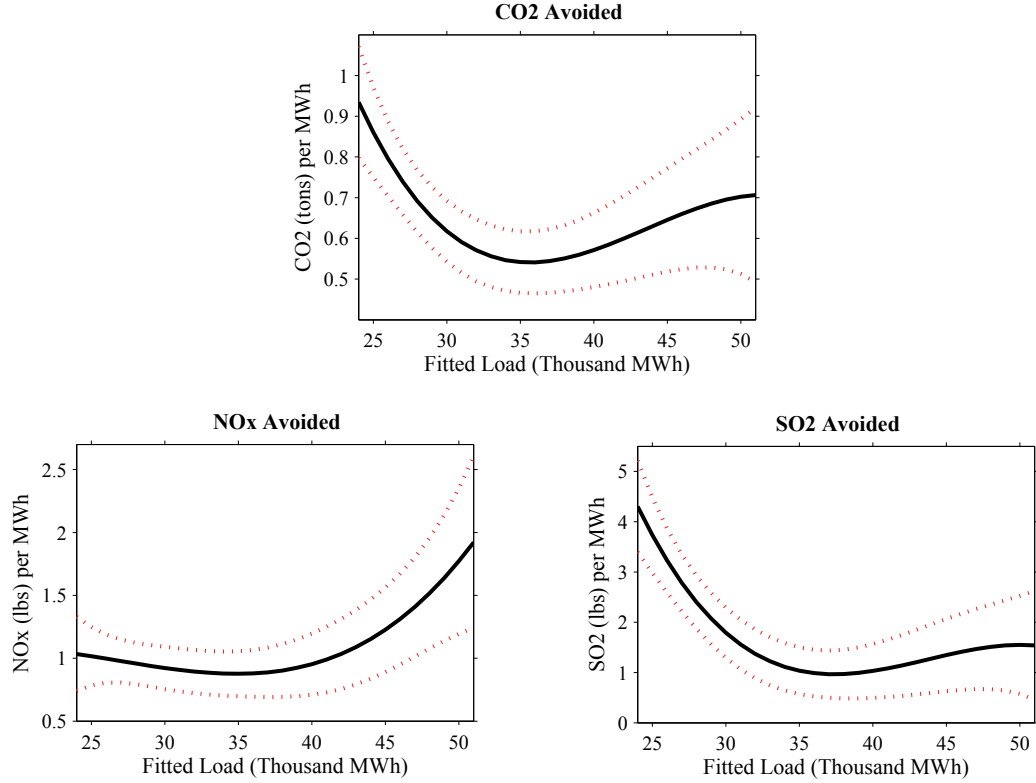 CO2 Avoided
CO2 (tons) per MWh
1
0.9
0.8
0.7
0.6
0.5
25 30 35 40 45 50
Fitted Load (Thousand MWh)
NOx Avoided
NOx (lbs) per MWh
2.5
2
1.5
1
0.5
25 30 35 40 45 50
Fitted Load (Thousand MWh)
SO2 Avoided
SO2 (lbs) per MWh
5
4
3
2
1
0
25 30 35 40 45 50
Fitted Load (Thousand MWh)